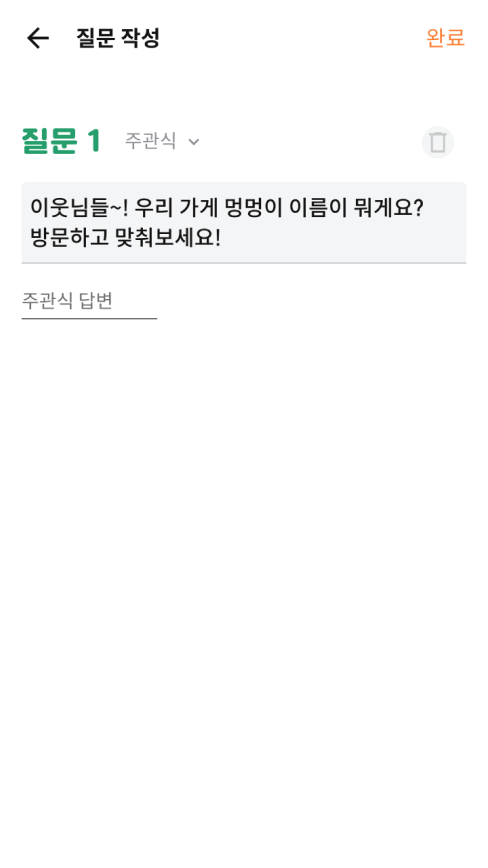 질문 작성
완료
질문 1 주관식
이웃님들~! 우리 가게 멍멍이 이름이 뭐게요?
방문하고 맞춰보세요!
주관식 답변